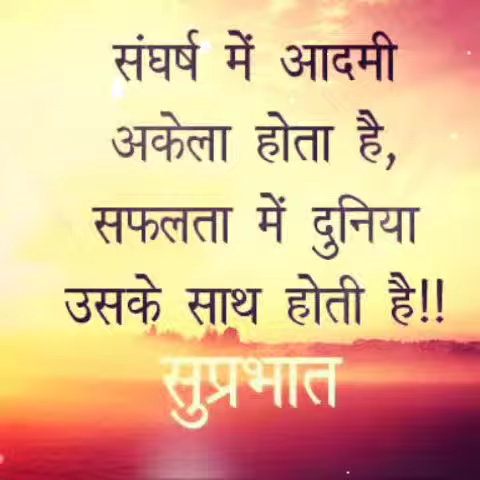 संघर्ष में आदमी
अकेला होता है,
सफलता में दुनिया
उसके साथ होती है!!
सुप्रभात